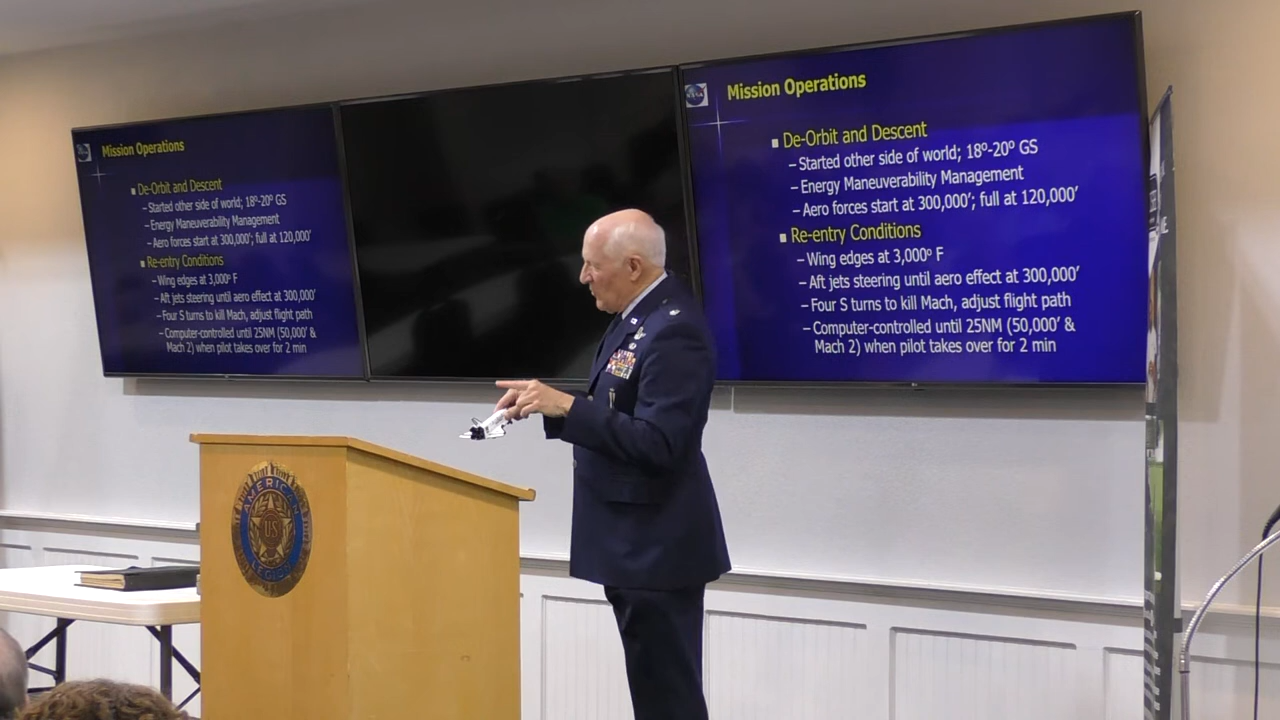 Mission Operations
■ De-Orbit and Descent
– Started other side of world; 18º-20º GS
– Energy Maneuverability Management
– Aero forces start at 300,000'; full at 120,000'
■ Re-entry Conditions
– Wing edges at 3,000º F
– Aft jets steering until aero effect at 300,000'
– Four S turns to kill Mach, adjust flight path
– Computer-controlled until 25NM (50,000' &
Mach 2) when pilot takes over for 2 min
NASA
Mission Operations
■ De-Orbit and Descent
– Started other side of world; 18º-20º GS
– Energy Maneuverability Management
– Aero forces start at 300,000'; full at 120,000'
■ Re-entry Conditions
– Wing edges at 3,000º F
– Aft jets steering until aero effect at 300,000'
– Four S turns to kill Mach, adjust flight path
– Computer-controlled until 25NM (50,000' &
Mach 2) when pilot takes over for 2 min
AMERICAN
US
LEGION